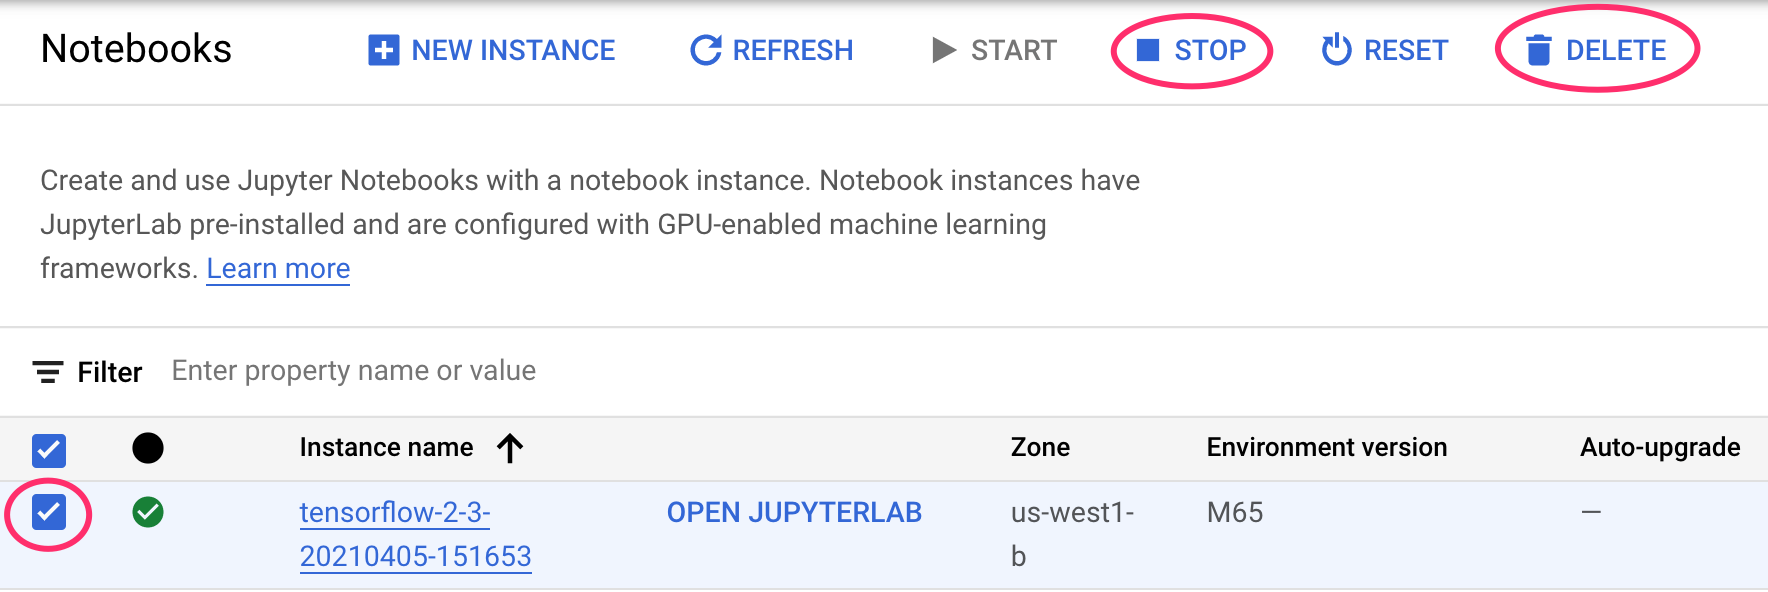 Notebooks NEW INSTANCE REFRESH START STOP RESET DELETE
Create and use Jupyter Notebooks with a notebook instance. Notebook instances have
JupyterLab pre-installed and are configured with GPU-enabled machine learning
frameworks. Learn more
Filter Enter property name or value
Instance name Zone Environment version Auto-upgrade
tensorflow-2-3- OPEN JUPYTERLAB us-west1- M65 —
20210405-151653 b